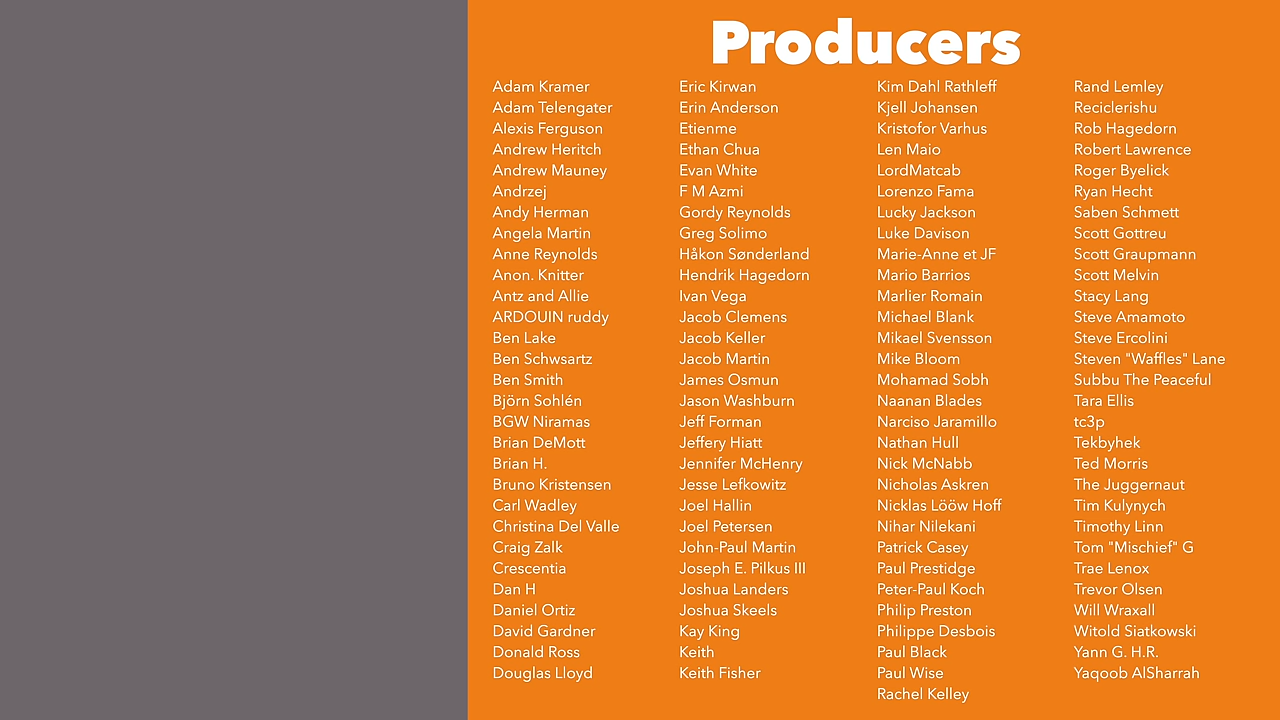 Producers
Adam Kramer
Adam Telengater
Alexis Ferguson
Andrew Heritch
Andrew Mauney
Andrzej
Andy Herman
Angela Martin
Anne Reynolds
Anon. Knitter
Antz and Allie
ARDOUIN ruddy
Ben Lake
Ben Schwsartz
Ben Smith
Björn Sohlén
BGW Niramas
Brian DeMott
Brian H.
Bruno Kristensen
Carl Wadley
Christina Del Valle
Craig Zalk
Crescentia
Dan H
Daniel Ortiz
David Gardner
Donald Ross
Douglas Lloyd
Eric Kirwan
Erin Anderson
Etienme
Ethan Chua
Evan White
F M Azmi
Gordy Reynolds
Greg Solimo
Håkon Sønderland
Hendrik Hagedorn
Ivan Vega
Jacob Clemens
Jacob Keller
Jacob Martin
James Osmun
Jason Washburn
Jeff Forman
Jeffery Hiatt
Jennifer McHenry
Jesse Lefkowitz
Joel Hallin
Joel Petersen
John-Paul Martin
Joseph E. Pilkus III
Joshua Landers
Joshua Skeels
Kay King
Keith
Keith Fisher
Kim Dahl Rathleff
Kjell Johansen
Kristofor Varhus
Len Maio
LordMatcab
Lorenzo Fama
Lucky Jackson
Luke Davison
Marie-Anne et JF
Mario Barrios
Marlier Romain
Michael Blank
Mikael Svensson
Mike Bloom
Mohamad Sobh
Naanan Blades
Narciso Jaramillo
Nathan Hull
Nick McNabb
Nicholas Askren
Nicklas Lööw Hoff
Nihar Nilekani
Patrick Casey
Paul Prestidge
Peter-Paul Koch
Philip Preston
Philippe Desbois
Paul Black
Paul Wise
Rachel Kelley
Rand Lemley
Reciclerishu
Rob Hagedorn
Robert Lawrence
Roger Byelick
Ryan Hecht
Saben Schmett
Scott Gottreu
Scott Graupmann
Scott Melvin
Stacy Lang
Steve Amamoto
Steve Ercolini
Steven "Waffles" Lane
Subbu The Peaceful
Tara Ellis
tc3p
Tekbyhek
Ted Morris
The Juggernaut
Tim Kulynych
Timothy Linn
Tom "Mischief" G
Trae Lenox
Trevor Olsen
Will Wraxall
Witold Siatkowski
Yann G. H.R.
Yaqoob AlSharrah